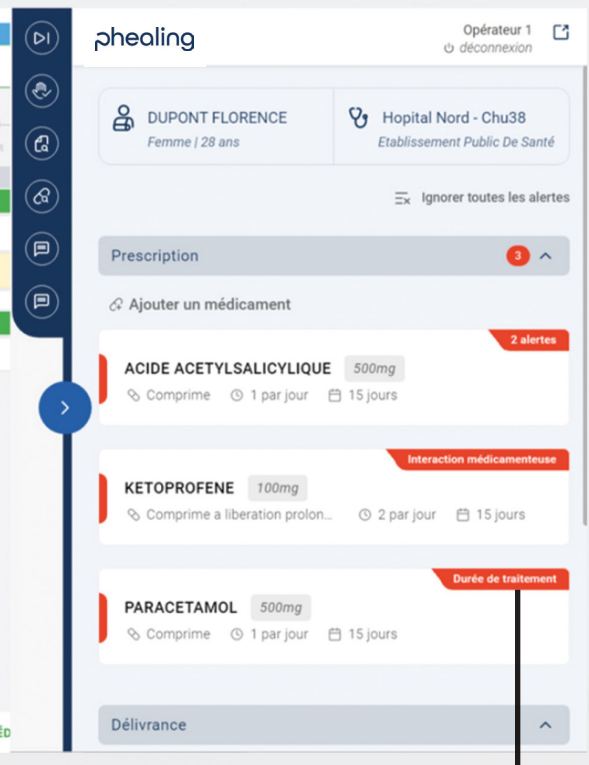 phealing
Opérateur 1
déconnexion
DUPONT FLORENCE
Femme | 28 ans
Hopital Nord - Chu38
Etablissement Public De Santé
Ignorer toutes les alertes
Prescription 3
Ajouter un médicament
2 alertes
ACIDE ACETYLSALICYLIQUE 500mg
Comprime 1 par jour 15 jours
Interaction médicamenteuse
KETOPROFENE 100mg
Comprime a liberation prolon... 2 par jour 15 jours
Durée de traitement
PARACETAMOL 500mg
Comprime 1 par jour 15 jours
Délivrance
ÉD